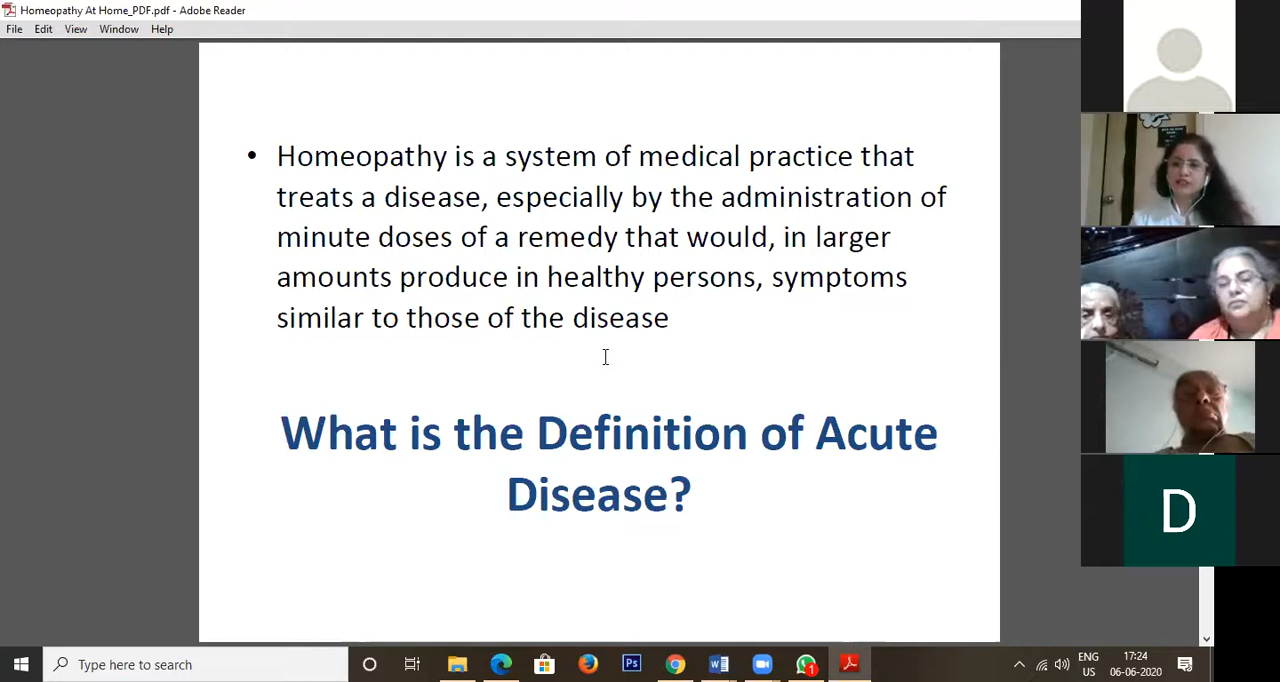 Homeopathy At Home_PDF.pdf - Adobe Reader
File Edit View Window Help
• Homeopathy is a system of medical practice that
treats a disease, especially by the administration of
minute doses of a remedy that would, in larger
amounts produce in healthy persons, symptoms
similar to those of the disease
What is the Definition of Acute
Disease?
D
Type here to search
Ps
W
1
ENG
US
17:24
06-06-2020